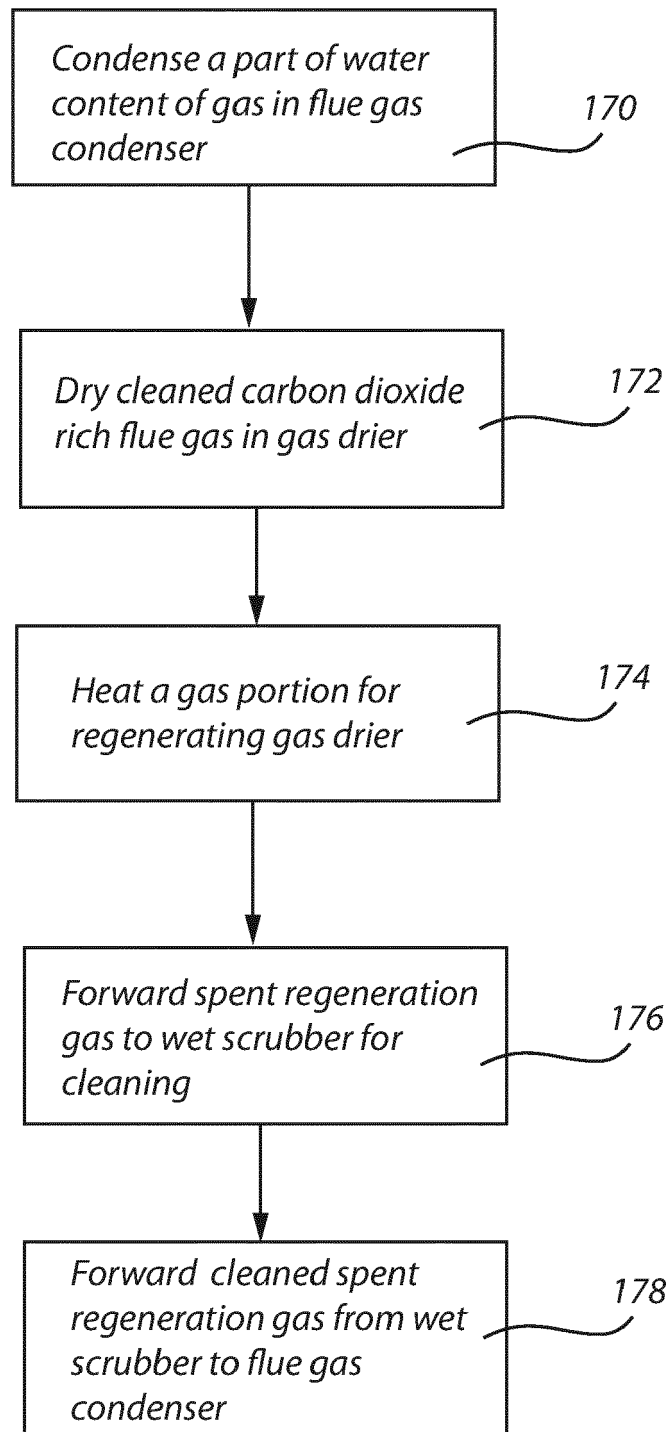 Condense a part of water
content of gas in flue gas
condenser
170
Dry cleaned carbon dioxide
rich flue gas in gas drier
172
Heat a gas portion for
regenerating gas drier
174
Forward spent regeneration
gas to wet scrubber for
cleaning
176
Forward cleaned spent
regeneration gas from wet
scrubber to flue gas
condenser
178